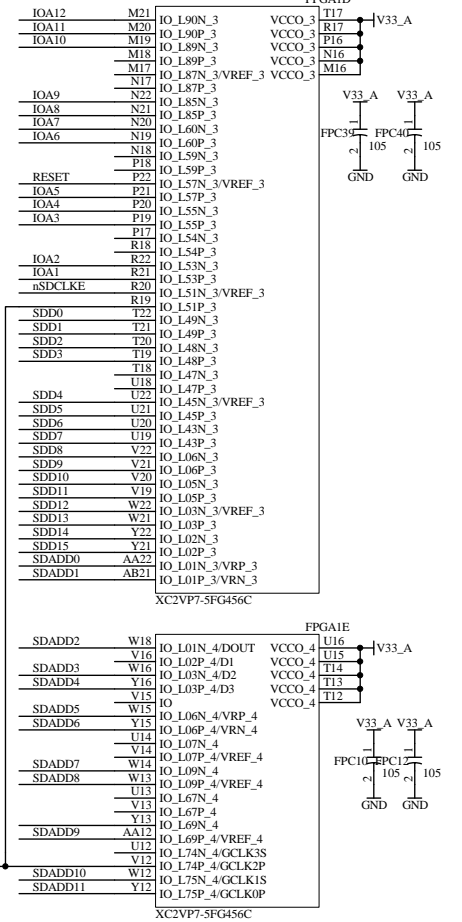 FPGA1D
IOA12 M21 IO_L90N_3 VCCO_3 T17 V33_A
IOA11 M20 IO_L90P_3 VCCO_3 R17
IOA10 M19 IO_L89N_3 VCCO_3 P16
M18 IO_L89P_3 VCCO_3 N16
M17 IO_L87N_3/VREF_3 VCCO_3 M16
N17 IO_L87P_3
IOA9 N22 IO_L85N_3
IOA8 N21 IO_L85P_3
IOA7 N20 IO_L60N_3
IOA6 N19 IO_L60P_3
N18 IO_L59N_3
P18 IO_L59P_3
RESET P22 IO_L57N_3/VREF_3
IOA5 P21 IO_L57P_3
IOA4 P20 IO_L55N_3
IOA3 P19 IO_L55P_3
P17 IO_L54N_3
R18 IO_L54P_3
IOA2 R22 IO_L53N_3
IOA1 R21 IO_L53P_3
nSDCLKE R20 IO_L51N_3/VREF_3
R19 IO_L51P_3
SDD0 T22 IO_L49N_3
SDD1 T21 IO_L49P_3
SDD2 T20 IO_L48N_3
SDD3 T19 IO_L48P_3
T18 IO_L47N_3
U18 IO_L47P_3
SDD4 U22 IO_L45N_3/VREF_3
SDD5 U21 IO_L45P_3
SDD6 U20 IO_L43N_3
SDD7 U19 IO_L43P_3
SDD8 V22 IO_L06N_3
SDD9 V21 IO_L06P_3
SDD10 V20 IO_L05N_3
SDD11 V19 IO_L05P_3
SDD12 W22 IO_L03N_3/VREF_3
SDD13 W21 IO_L03P_3
SDD14 Y22 IO_L02N_3
SDD15 Y21 IO_L02P_3
SDADD0 AA22 IO_L01N_3/VRP_3
SDADD1 AB21 IO_L01P_3/VRN_3
XC2VP7-5FG456C
V33_A V33_A
1 1
FPC39 FPC40
105 105
2 2
GND GND
FPGA1E
SDADD2 W18 IO_L01N_4/DOUT VCCO_4 U16 V33_A
V16 IO_L02P_4/D1 VCCO_4 U15
SDADD3 W16 IO_L03N_4/D2 VCCO_4 T14
SDADD4 Y16 IO_L03P_4/D3 VCCO_4 T13
V15 IO VCCO_4 T12
SDADD5 W15 IO_L06N_4/VRP_4
SDADD6 Y15 IO_L06P_4/VRN_4
U14 IO_L07N_4
V14 IO_L07P_4/VREF_4
SDADD7 W14 IO_L09N_4
SDADD8 W13 IO_L09P_4/VREF_4
U13 IO_L67N_4
V13 IO_L67P_4
Y13 IO_L69N_4
SDADD9 AA12 IO_L69P_4/VREF_4
U12 IO_L74N_4/GCLK3S
V12 IO_L74P_4/GCLK2P
SDADD10 W12 IO_L75N_4/GCLK1S
SDADD11 Y12 IO_L75P_4/GCLK0P
XC2VP7-5FG456C
V33_A V33_A
1 1
FPC10 FPC12
105 105
2 2
GND GND